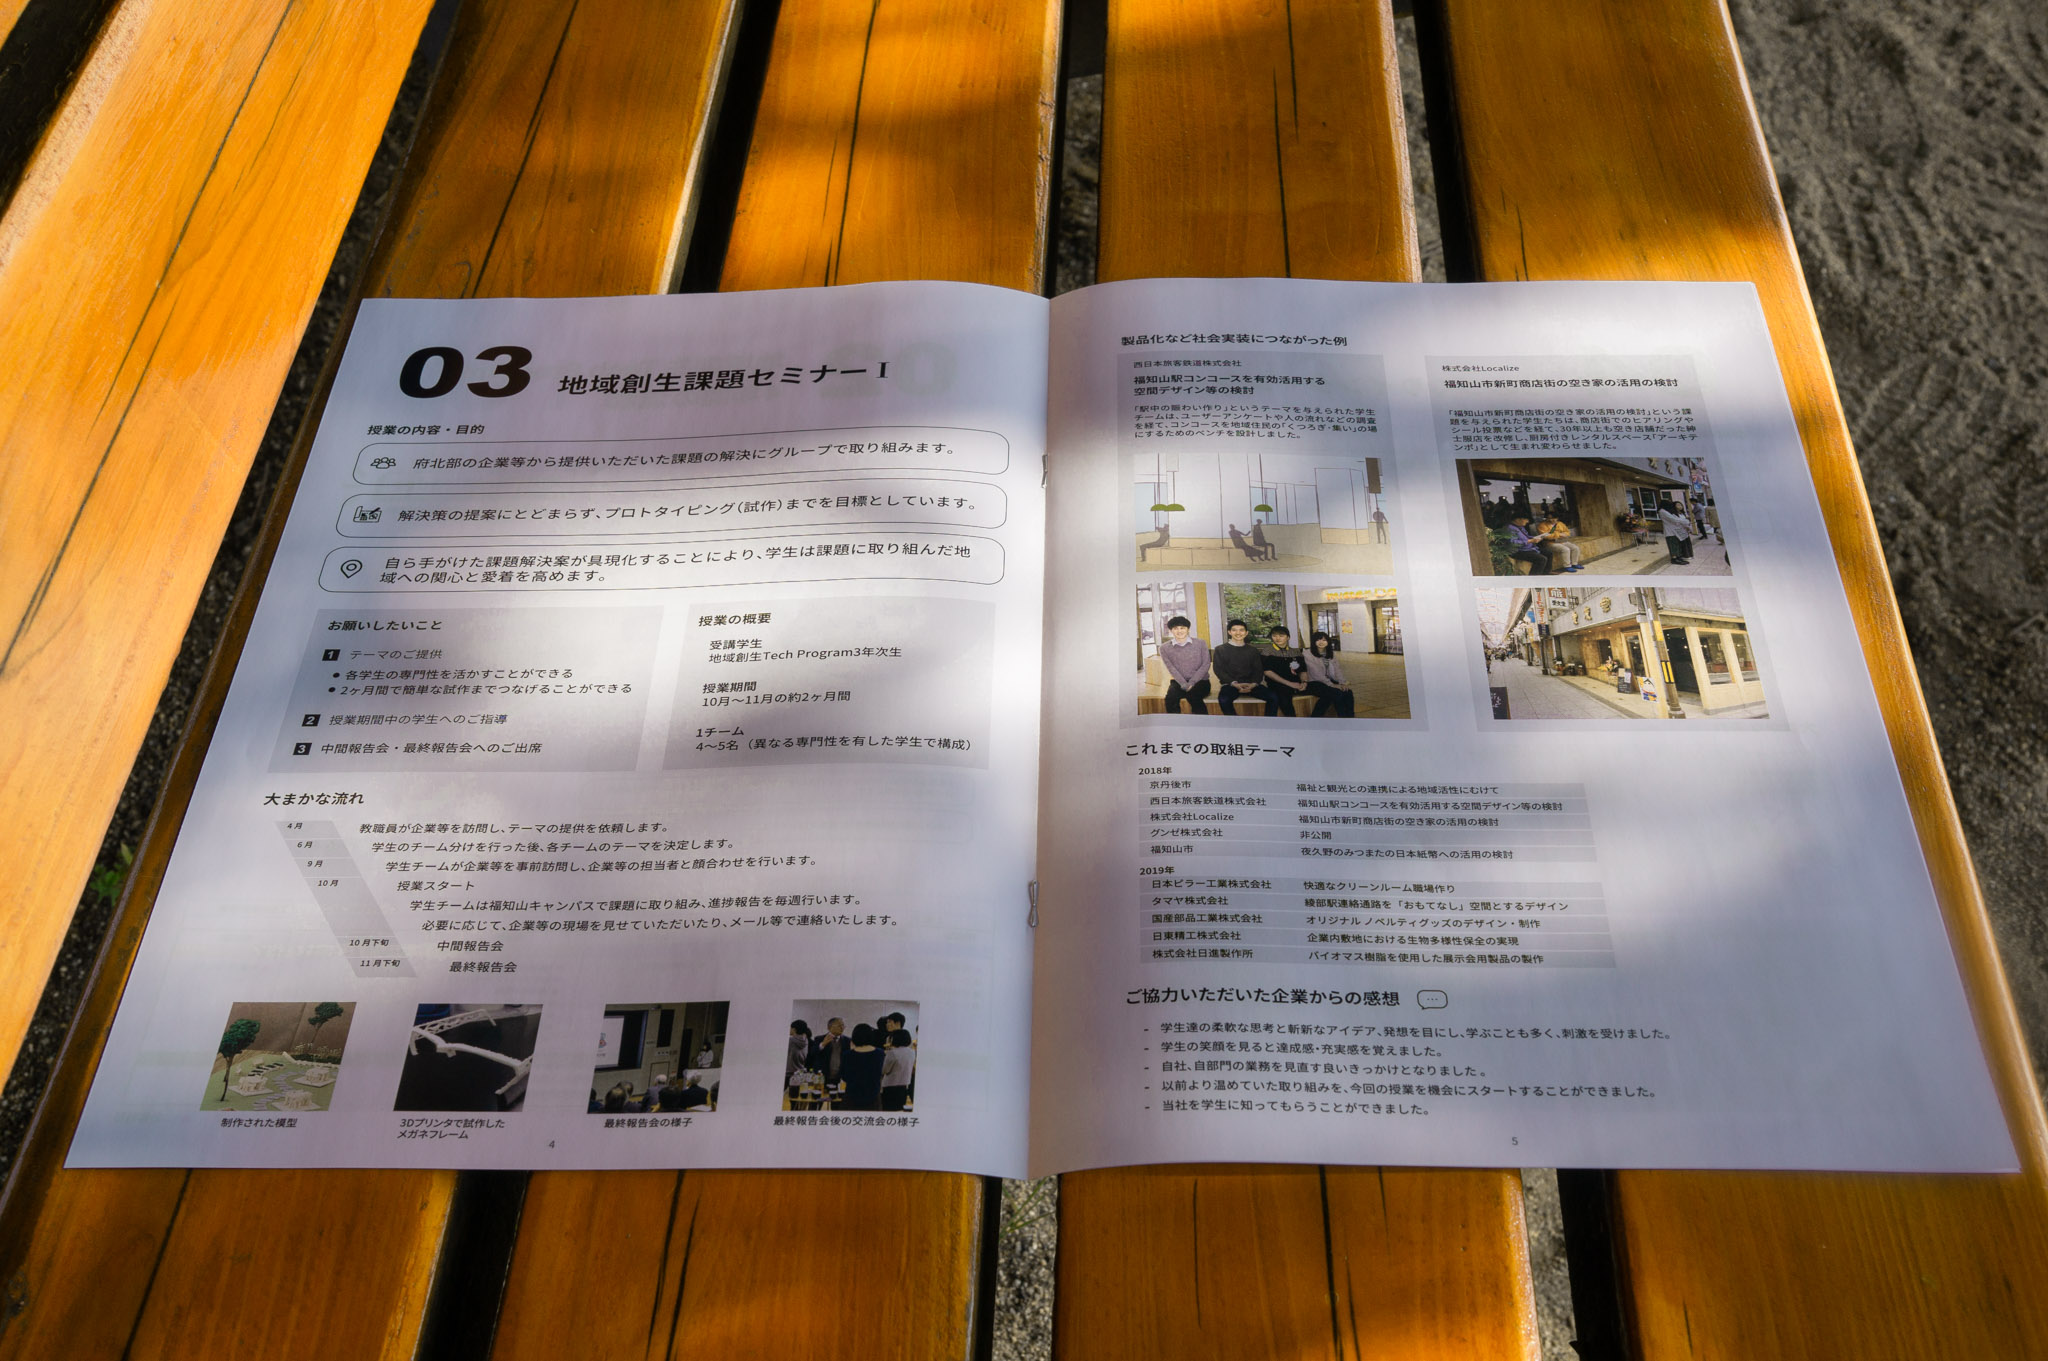 03 地域創生課題セミナー I
授業の内容・目的
府北部の企業等から提供いただいた課題の解決にグループで取り組みます。
解決策の提案にとどまらず、プロトタイピング(試作)までを目標としています。
自ら手がけた課題解決案が具現化することにより、学生は課題に取り組んだ地
域への関心と愛着を高めます。
お願いしたいこと
1 テーマのご提供
● 各学生の専門性を活かすことができる
● 2ヶ月間で簡単な試作までつなげることができる
2 授業期間中の学生へのご指導
3 中間報告会・最終報告会へのご出席
授業の概要
受講学生
地域創生Tech Program3年次生
授業期間
10月〜11月の約2ヶ月間
1チーム
4〜5名（異なる専門性を有した学生で構成）
大まかな流れ
4月 教職員が企業等を訪問し、テーマの提供を依頼します。
6月 学生のチーム分けを行った後、各チームのテーマを決定します。
9月 学生チームが企業等を事前訪問し、企業等の担当者と顔合わせを行います。
10月 授業スタート
学生チームは福知山キャンパスで課題に取り組み、進捗報告を毎週行います。
必要に応じて、企業等の現場を見せていただいたり、メール等で連絡いたします。
10月下旬 中間報告会
11月下旬 最終報告会
制作された模型
3Dプリンタで試作した
メガネフレーム
最終報告会の様子
最終報告会後の交流会の様子
4
製品化など社会実装につながった例
西日本旅客鉄道株式会社
福知山駅コンコースを有効活用する
空間デザイン等の検討
「駅中の賑わい作り」というテーマを与えられた学生
チームは、ユーザーアンケートや人の流れなどの調査
を経て、コンコースを地域住民の「くつろぎ・集い」の場
にするためのベンチを設計しました。
株式会社Localize
福知山市新町商店街の空き家の活用の検討
「福知山市新町商店街の空き家の活用の検討」という課
題を与えられた学生たちは、商店街でのヒアリングや
シール投票などを経て、30年以上も空き店舗だった紳
士服店を改修し、厨房付きレンタルスペース「アーキテ
ンポ」として生まれ変わらせました。
これまでの取組テーマ
2018年
京丹後市 福祉と観光との連携による地域活性にむけて
西日本旅客鉄道株式会社 福知山駅コンコースを有効活用する空間デザイン等の検討
株式会社Localize 福知山市新町商店街の空き家の活用の検討
グンゼ株式会社 非公開
福知山市 夜久野のみつまたの日本紙幣への活用の検討
2019年
日本ピラー工業株式会社 快適なクリーンルーム職場作り
タマヤ株式会社 綾部駅連絡通路を「おもてなし」空間とするデザイン
国産部品工業株式会社 オリジナル ノベルティグッズのデザイン・制作
日東精工株式会社 企業内敷地における生物多様性保全の実現
株式会社日進製作所 バイオマス樹脂を使用した展示会用製品の製作
ご協力いただいた企業からの感想
- 学生達の柔軟な思考と斬新なアイデア、発想を目にし、学ぶことも多く、刺激を受けました。
- 学生の笑顔を見ると達成感・充実感を覚えました。
- 自社、自部門の業務を見直す良いきっかけとなりました。
- 以前より温めていた取り組みを、今回の授業を機会にスタートすることができました。
- 当社を学生に知ってもらうことができました。
5